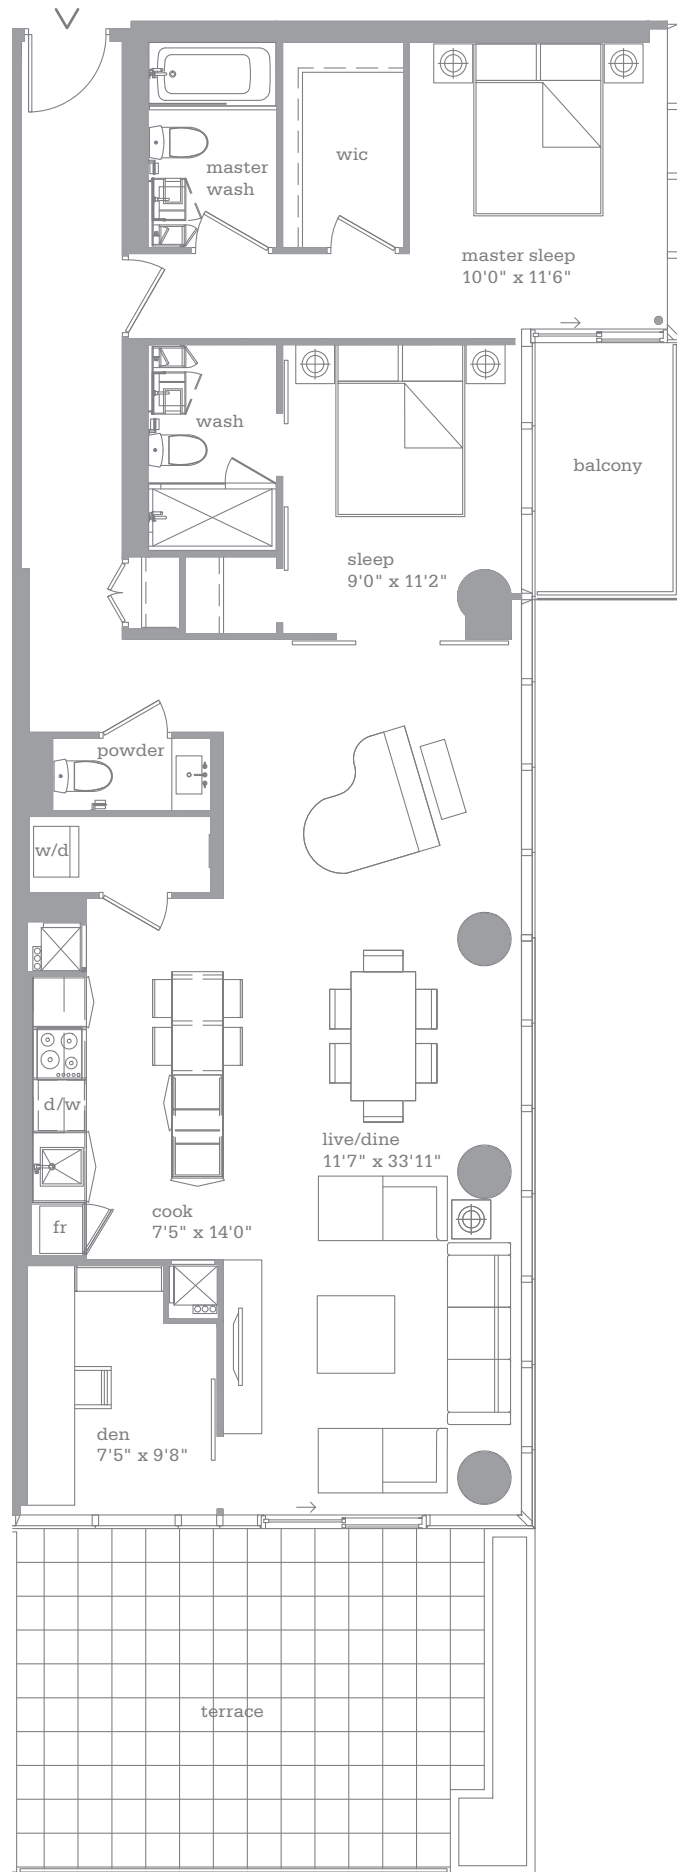 master
wash
wic
master sleep
10'0" x 11'6"
wash
balcony
sleep
9'0" x 11'2"
powder
w/d
d/w
live/dine
11'7" x 33'11"
cook
7'5" x 14'0"
fr
den
7'5" x 9'8"
terrace